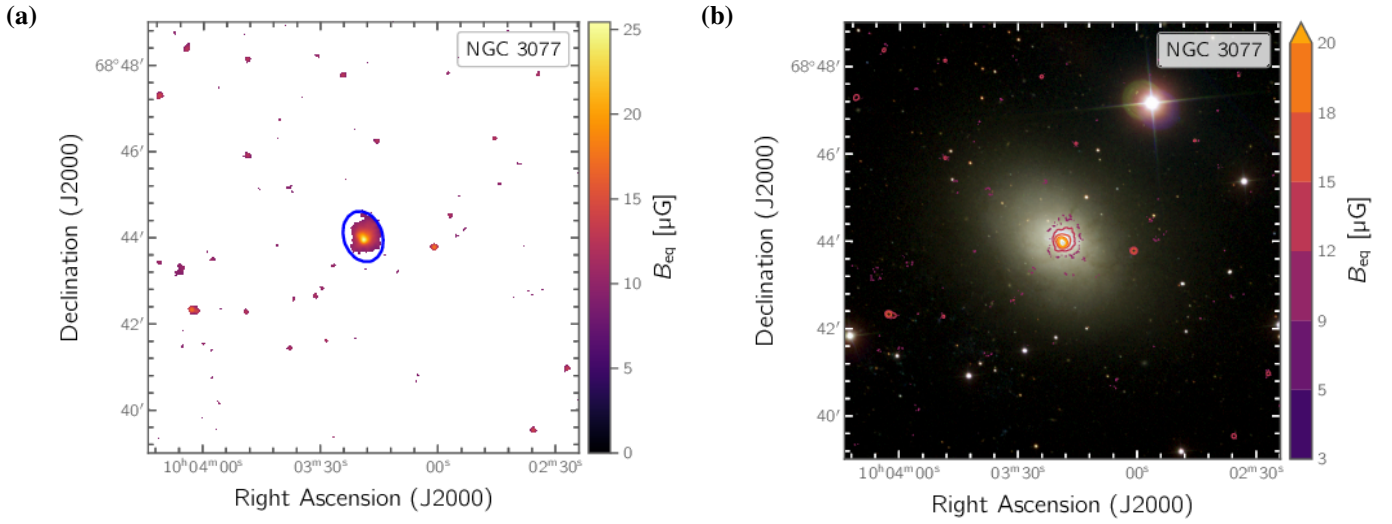 (a)
NGC 3077
68°48′
46′
44′
42′
40′
Declination (J2000)
10ʰ04ᵐ00ˢ
03ᵐ30ˢ
00ˢ
02ᵐ30ˢ
Right Ascension (J2000)
25
20
15
10
5
0
B_eq [μG]
(b)
NGC 3077
68°48′
46′
44′
42′
40′
Declination (J2000)
10ʰ04ᵐ00ˢ
03ᵐ30ˢ
00ˢ
02ᵐ30ˢ
Right Ascension (J2000)
20
18
15
12
9
5
3
B_eq [μG]